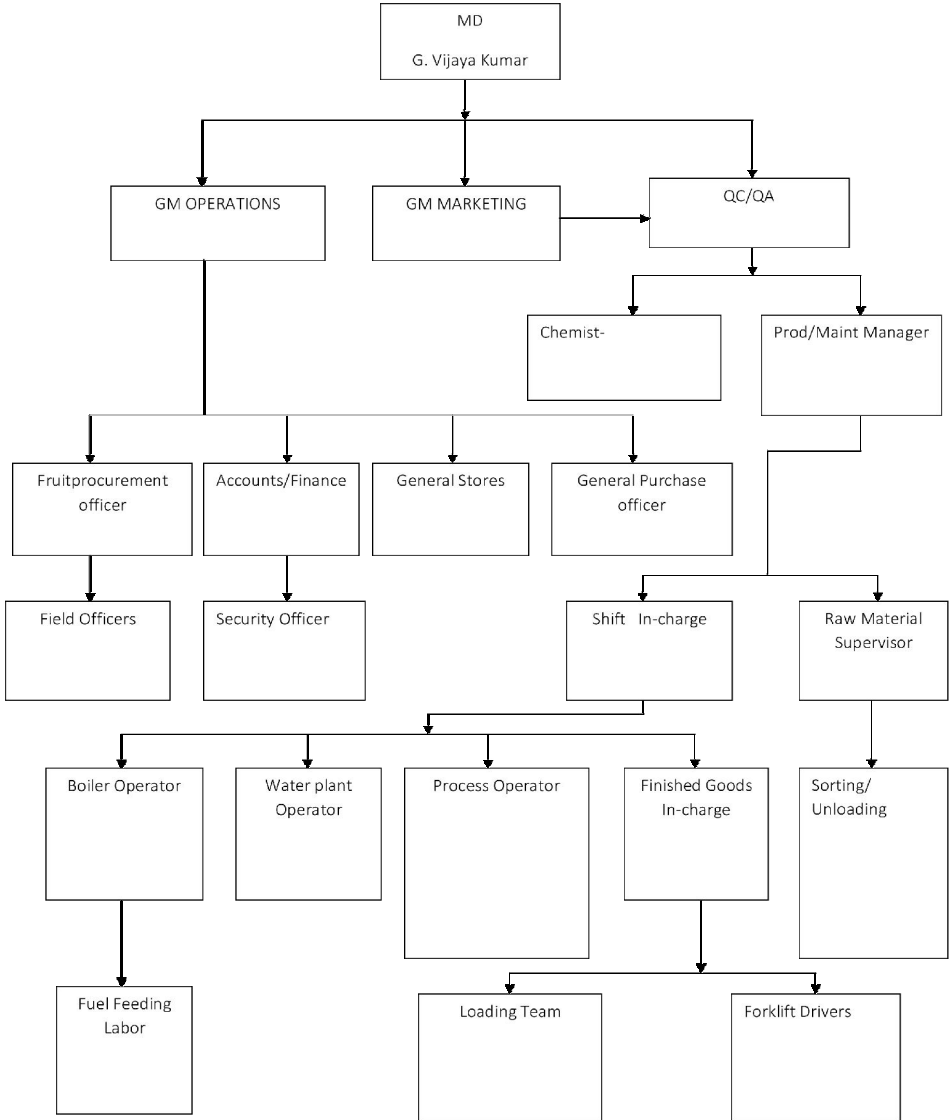 MD
G. Vijaya Kumar
GM OPERATIONS
GM MARKETING
QC/QA
Chemist-
Prod/Maint Manager
Fruitprocurement
officer
Accounts/Finance
General Stores
General Purchase
officer
Field Officers
Security Officer
Shift In-charge
Raw Material
Supervisor
Boiler Operator
Water plant
Operator
Process Operator
Finished Goods
In-charge
Sorting/
Unloading
Fuel Feeding
Labor
Loading Team
Forklift Drivers